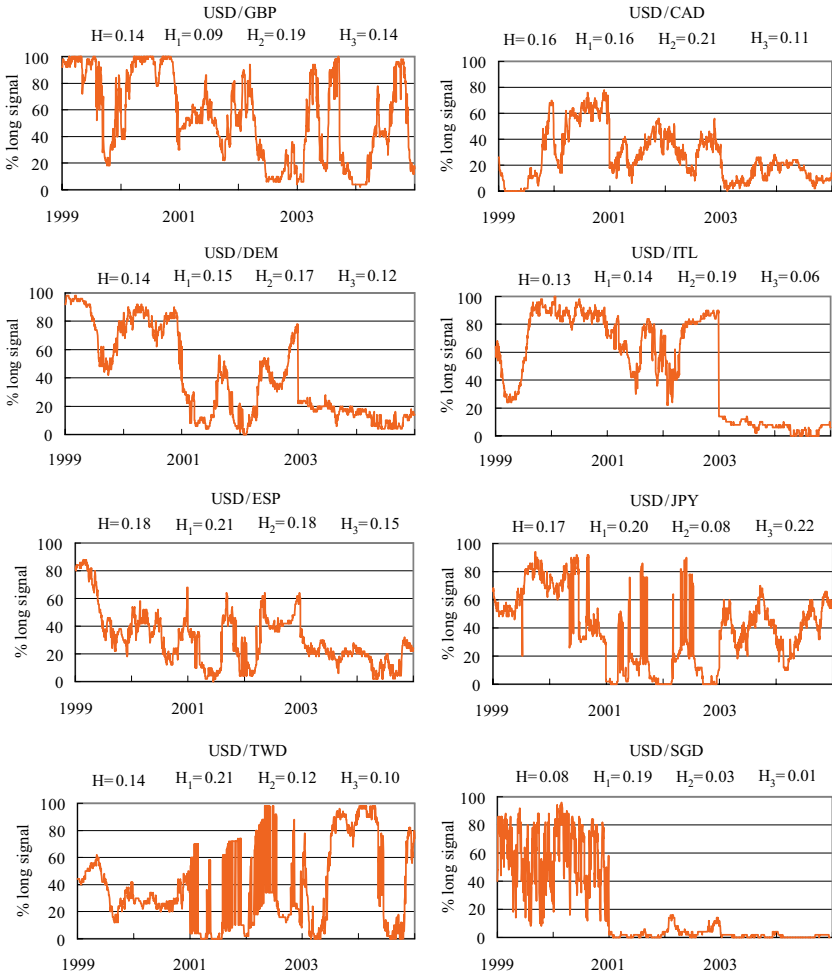 USD/GBP
H=0.14 H1=0.09 H2=0.19 H3=0.14
% long signal
100
80
60
40
20
0
1999 2001 2003
USD/CAD
H=0.16 H1=0.16 H2=0.21 H3=0.11
% long signal
100
80
60
40
20
0
1999 2001 2003
USD/DEM
H=0.14 H1=0.15 H2=0.17 H3=0.12
% long signal
100
80
60
40
20
0
1999 2001 2003
USD/ITL
H=0.13 H1=0.14 H2=0.19 H3=0.06
% long signal
100
80
60
40
20
0
1999 2001 2003
USD/ESP
H=0.18 H1=0.21 H2=0.18 H3=0.15
% long signal
100
80
60
40
20
0
1999 2001 2003
USD/JPY
H=0.17 H1=0.20 H2=0.08 H3=0.22
% long signal
100
80
60
40
20
0
1999 2001 2003
USD/TWD
H=0.14 H1=0.21 H2=0.12 H3=0.10
% long signal
100
80
60
40
20
0
1999 2001 2003
USD/SGD
H=0.08 H1=0.19 H2=0.03 H3=0.01
% long signal
100
80
60
40
20
0
1999 2001 2003